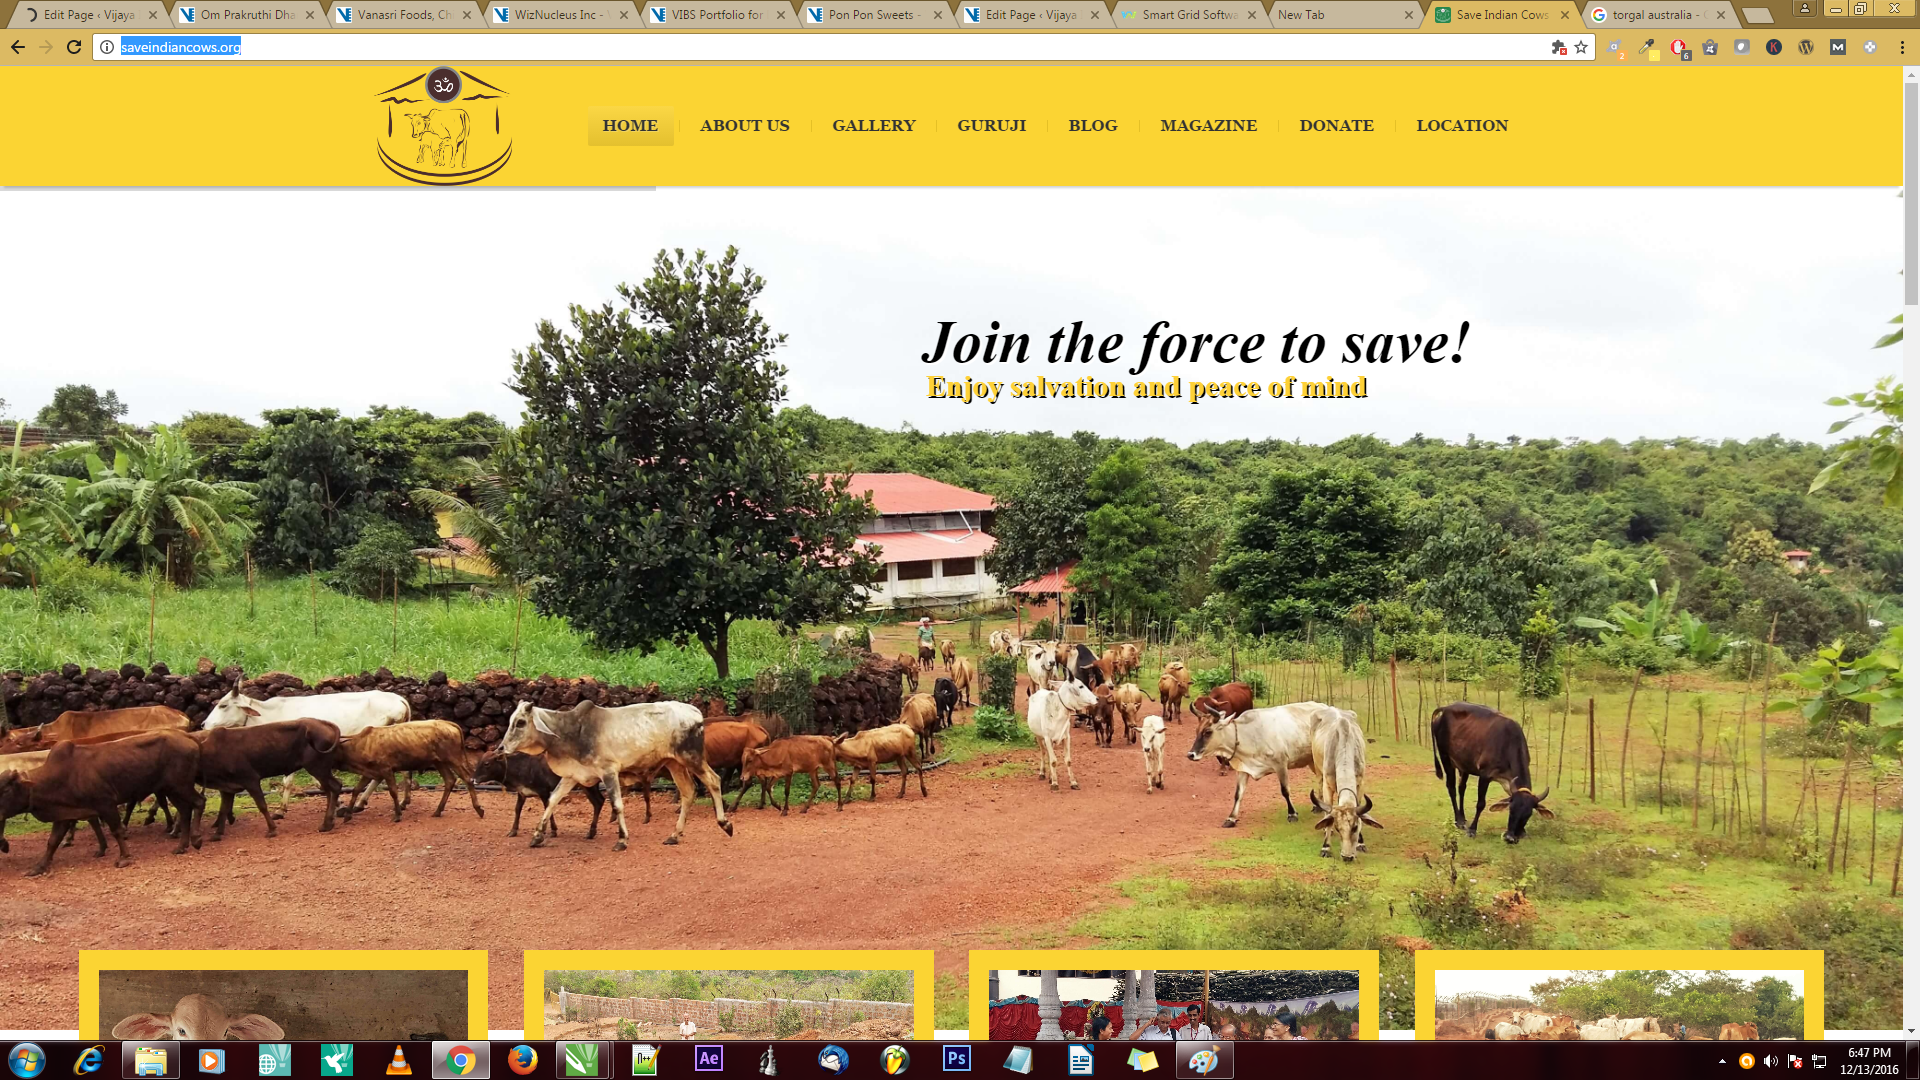 Edit Page ‹ Vijaya
Om Prakruthi Dha
Vanasri Foods, Ch
WizNucleus Inc -
VIBS Portfolio for
Pon Pon Sweets -
Edit Page ‹ Vijaya
Smart Grid Softwa
New Tab
Save Indian Cows
torgal australia -
saveindiancows.org
2
6
K
M
ॐ
HOME
ABOUT US
GALLERY
GURUJI
BLOG
MAGAZINE
DONATE
LOCATION
Join the force to save!
Enjoy salvation and peace of mind
Ae
Ps
6:47 PM
12/13/2016